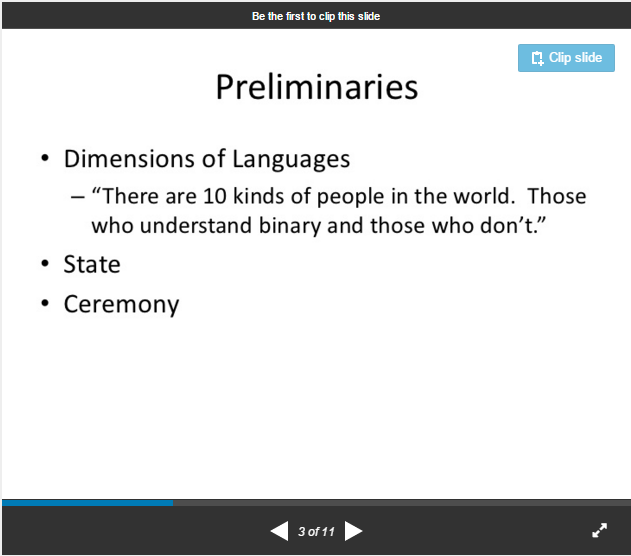 Be the first to clip this slide
Clip slide
Preliminaries
• Dimensions of Languages
– “There are 10 kinds of people in the world.  Those
who understand binary and those who don’t.”
• State
• Ceremony
3 of 11